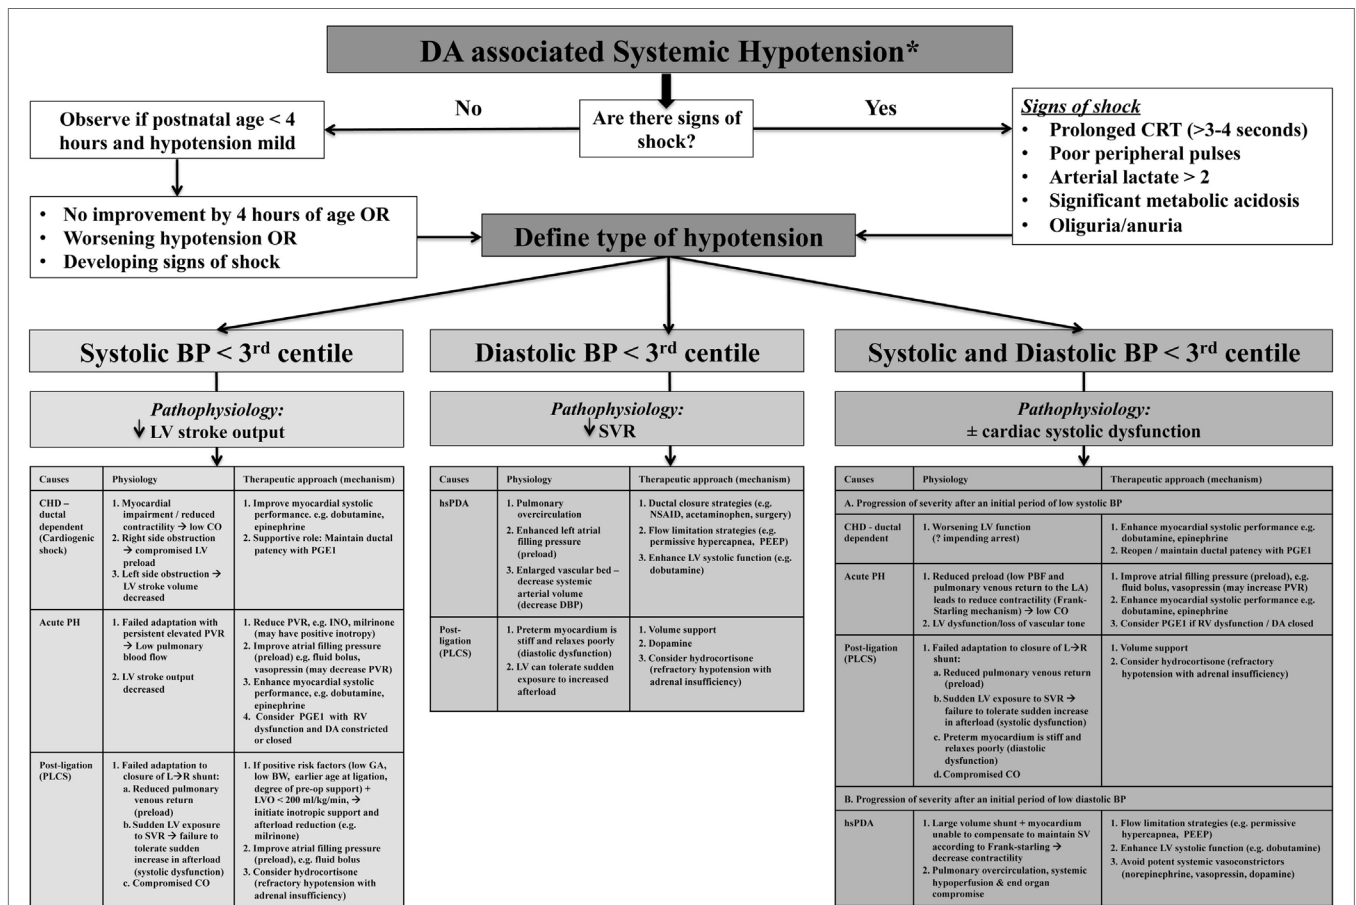 DA associated Systemic Hypotension*
No
Are there signs of
shock?
Yes
Observe if postnatal age < 4
hours and hypotension mild
Signs of shock
• Prolonged CRT (>3-4 seconds)
• Poor peripheral pulses
• Arterial lactate > 2
• Significant metabolic acidosis
• Oliguria/anuria
• No improvement by 4 hours of age OR
• Worsening hypotension OR
• Developing signs of shock
Define type of hypotension
Systolic BP < 3rd centile
Pathophysiology:
↓ LV stroke output
Causes
Physiology
Therapeutic approach (mechanism)
CHD –
ductal
dependent
(Cardiogenic
shock)
1. Myocardial
impairment / reduced
contractility → low CO
2. Right side obstruction
→ compromised LV
preload
3. Left side obstruction →
LV stroke volume
decreased
1. Improve myocardial systolic
performance. e.g. dobutamine,
epinephrine
2. Supportive role: Maintain ductal
patency with PGE1
Acute PH
1. Failed adaptation with
persistent elevated PVR
→ Low pulmonary
blood flow
2. LV stroke output
decreased
1. Reduce PVR, e.g. INO, milrinone
(may have positive inotropy)
2. Improve atrial filling pressure
(preload) e.g. fluid bolus,
vasopressin (may decrease PVR)
3. Enhance myocardial systolic
performance, e.g. dobutamine,
epinephrine
4. Consider PGE1 with RV
dysfunction and DA constricted
or closed
Post-ligation
(PLCS)
1. Failed adaptation to
closure of L→R shunt:
a. Reduced pulmonary
venous return
(preload)
b. Sudden LV exposure
to SVR → failure to
tolerate sudden
increase in afterload
(systolic dysfunction)
c. Compromised CO
1. If positive risk factors (low GA,
low BW, earlier age at ligation,
degree of pre-op support) +
LVO < 200 ml/kg/min, →
initiate inotropic support and
afterload reduction (e.g.
milrinone)
2. Improve atrial filling pressure
(preload), e.g. fluid bolus
3. Consider hydrocortisone
(refractory hypotension with
adrenal insufficiency)
Diastolic BP < 3rd centile
Pathophysiology:
↓ SVR
Causes
Physiology
Therapeutic approach (mechanism)
hsPDA
1. Pulmonary
overcirculation
2. Enhanced left atrial
filling pressure
(preload)
3. Enlarged vascular bed –
decrease systemic
arterial volume
(decrease DBP)
1. Ductal closure strategies (e.g.
NSAID, acetaminophen, surgery)
2. Flow limitation strategies (e.g.
permissive hypercapnea, PEEP)
3. Enhance LV systolic function (e.g.
dobutamine)
Post-
ligation
(PLCS)
1. Preterm myocardium is
stiff and relaxes poorly
(diastolic dysfunction)
2. LV can tolerate sudden
exposure to increased
afterload
1. Volume support
2. Dopamine
3. Consider hydrocortisone
(refractory hypotension with
adrenal insufficiency)
Systolic and Diastolic BP < 3rd centile
Pathophysiology:
± cardiac systolic dysfunction
Causes
Physiology
Therapeutic approach (mechanism)
A. Progression of severity after an initial period of low systolic BP
CHD - ductal
dependent
1. Worsening LV function
(? impending arrest)
1. Enhance myocardial systolic performance e.g.
dobutamine, epinephrine
2. Reopen / maintain ductal patency with PGE1
Acute PH
1. Reduced preload (low PBF and
pulmonary venous return to the LA)
leads to reduce contractility (Frank-
Starling mechanism) → low CO
2. LV dysfunction/loss of vascular tone
1. Improve atrial filling pressure (preload), e.g.
fluid bolus, vasopressin (may increase PVR)
2. Enhance myocardial systolic performance e.g.
dobutamine, epinephrine
3. Consider PGE1 if RV dysfunction / DA closed
Post-ligation
(PLCS)
1. Failed adaptation to closure of L→R
shunt:
a. Reduced pulmonary venous return
(preload)
b. Sudden LV exposure to SVR →
failure to tolerate sudden increase
in afterload (systolic dysfunction)
c. Preterm myocardium is stiff and
relaxes poorly (diastolic
dysfunction)
d. Compromised CO
1. Volume support
2. Consider hydrocortisone (refractory
hypotension with adrenal insufficiency)
B. Progression of severity after an initial period of low diastolic BP
hsPDA
1. Large volume shunt + myocardium
unable to compensate to maintain SV
according to Frank-starling →
decrease contractility
2. Pulmonary overcirculation, systemic
hypoperfusion & end organ
compromise
1. Flow limitation strategies (e.g. permissive
hypercapnea, PEEP)
2. Enhance LV systolic function (e.g. dobutamine)
3. Avoid potent systemic vasoconstrictors
(norepinephrine, vasopressin, dopamine)